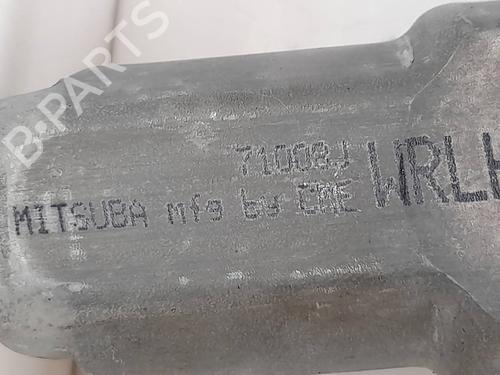 B-PARTS
71008J
MITSUBA mfg by CME WRLH